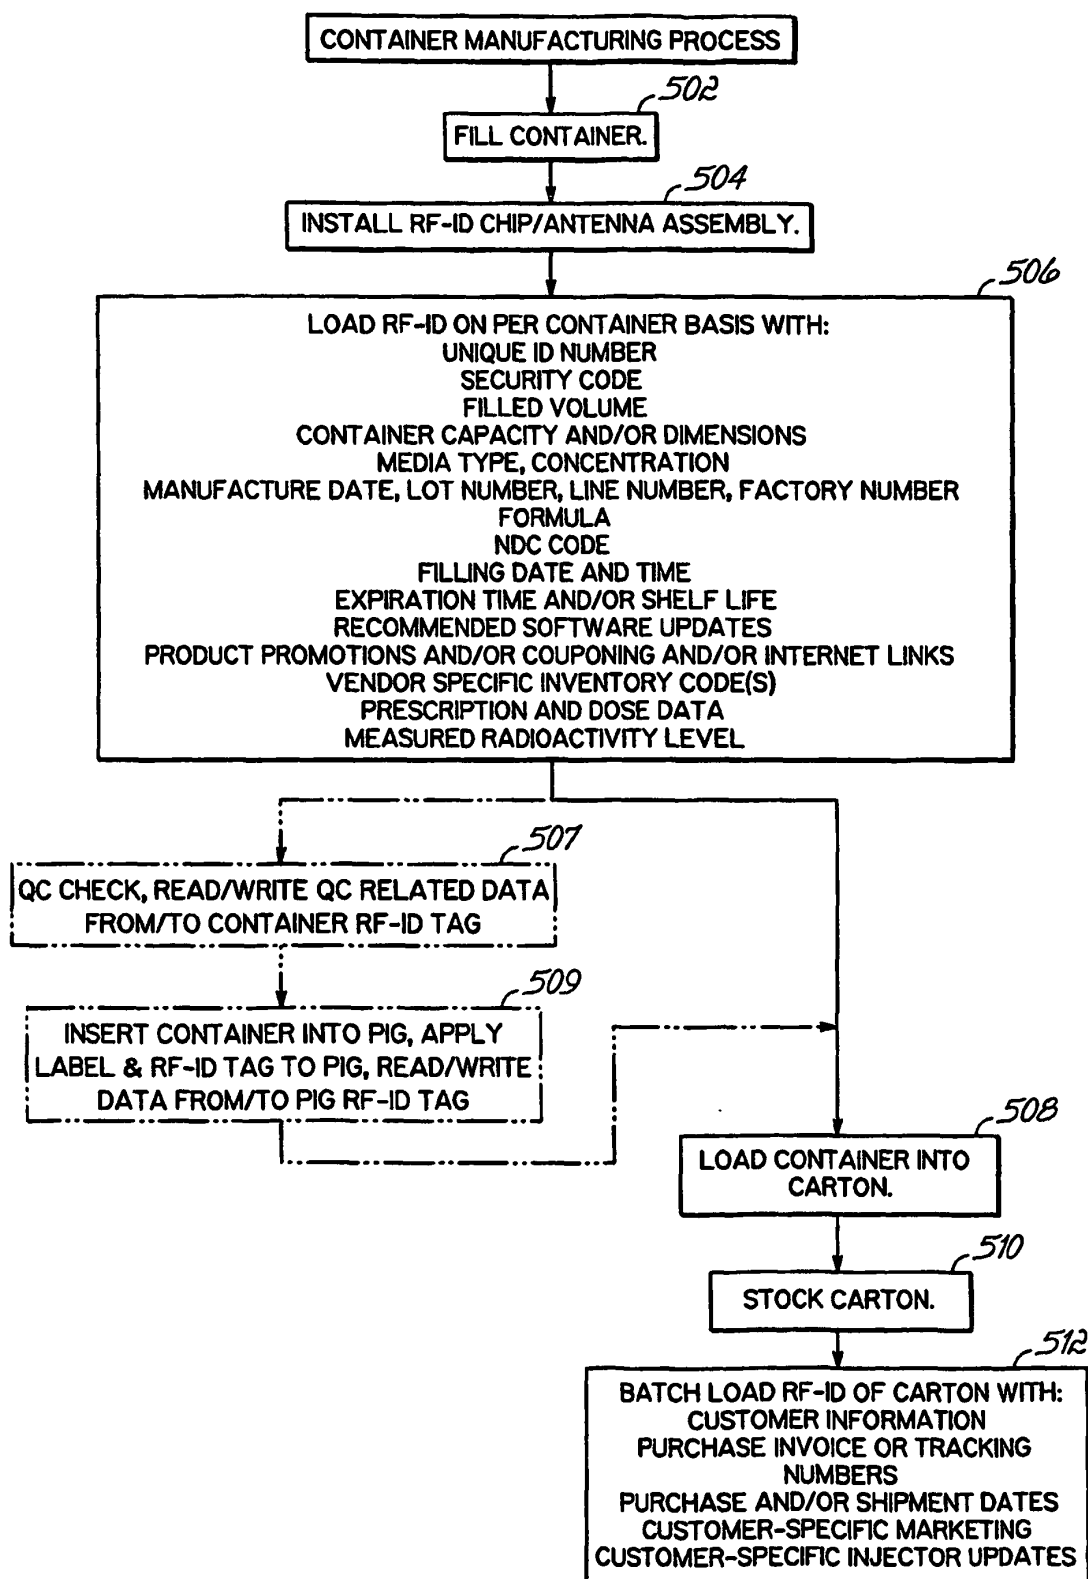 CONTAINER MANUFACTURING PROCESS
502
FILL CONTAINER.
504
INSTALL RF-ID CHIP/ANTENNA ASSEMBLY.
506
LOAD RF-ID ON PER CONTAINER BASIS WITH:
UNIQUE ID NUMBER
SECURITY CODE
FILLED VOLUME
CONTAINER CAPACITY AND/OR DIMENSIONS
MEDIA TYPE, CONCENTRATION
MANUFACTURE DATE, LOT NUMBER, LINE NUMBER, FACTORY NUMBER
FORMULA
NDC CODE
FILLING DATE AND TIME
EXPIRATION TIME AND/OR SHELF LIFE
RECOMMENDED SOFTWARE UPDATES
PRODUCT PROMOTIONS AND/OR COUPONING AND/OR INTERNET LINKS
VENDOR SPECIFIC INVENTORY CODE(S)
PRESCRIPTION AND DOSE DATA
MEASURED RADIOACTIVITY LEVEL
507
QC CHECK, READ/WRITE QC RELATED DATA
FROM/TO CONTAINER RF-ID TAG
509
INSERT CONTAINER INTO PIG, APPLY
LABEL & RF-ID TAG TO PIG, READ/WRITE
DATA FROM/TO PIG RF-ID TAG
508
LOAD CONTAINER INTO
CARTON.
510
STOCK CARTON.
512
BATCH LOAD RF-ID OF CARTON WITH:
CUSTOMER INFORMATION
PURCHASE INVOICE OR TRACKING
NUMBERS
PURCHASE AND/OR SHIPMENT DATES
CUSTOMER-SPECIFIC MARKETING
CUSTOMER-SPECIFIC INJECTOR UPDATES